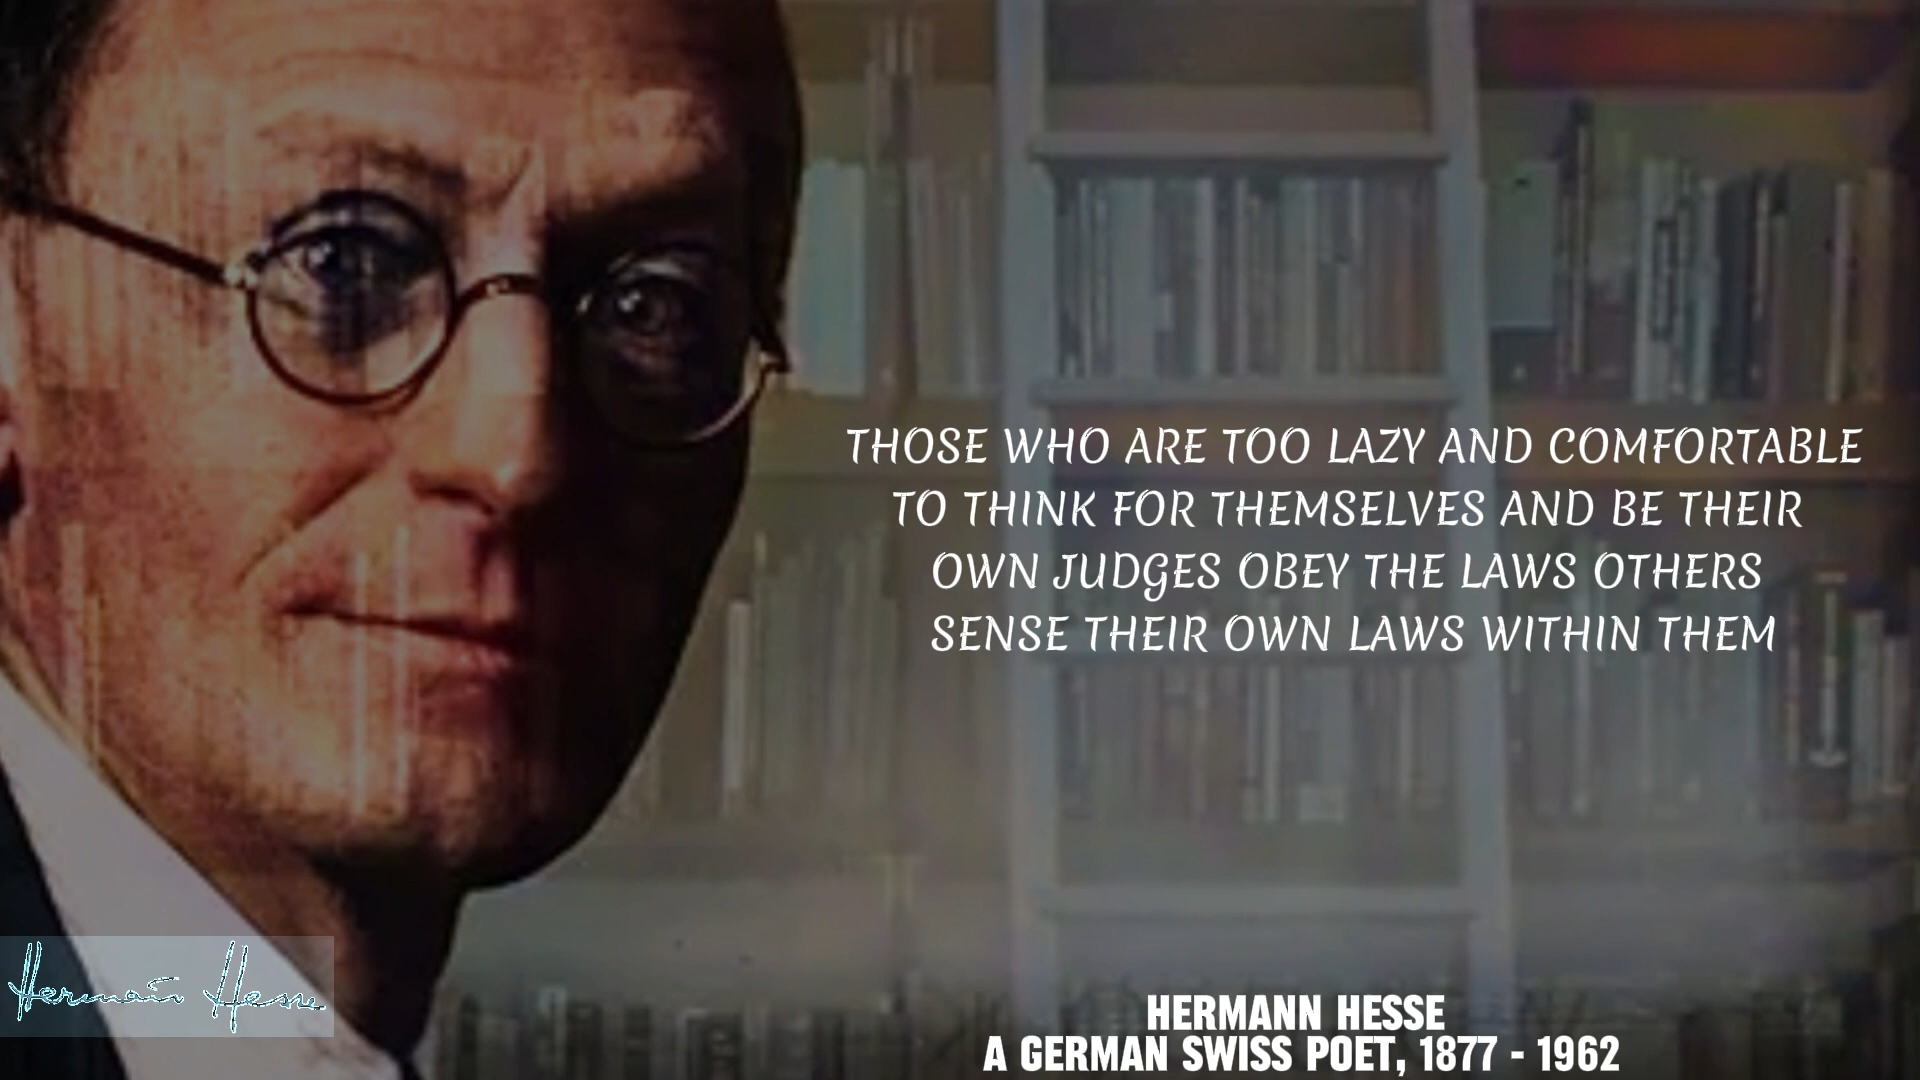 THOSE WHO ARE TOO LAZY AND COMFORTABLE
TO THINK FOR THEMSELVES AND BE THEIR
OWN JUDGES OBEY THE LAWS OTHERS
SENSE THEIR OWN LAWS WITHIN THEM
Hermann Hesse
HERMANN HESSE
A GERMAN SWISS POET, 1877 - 1962